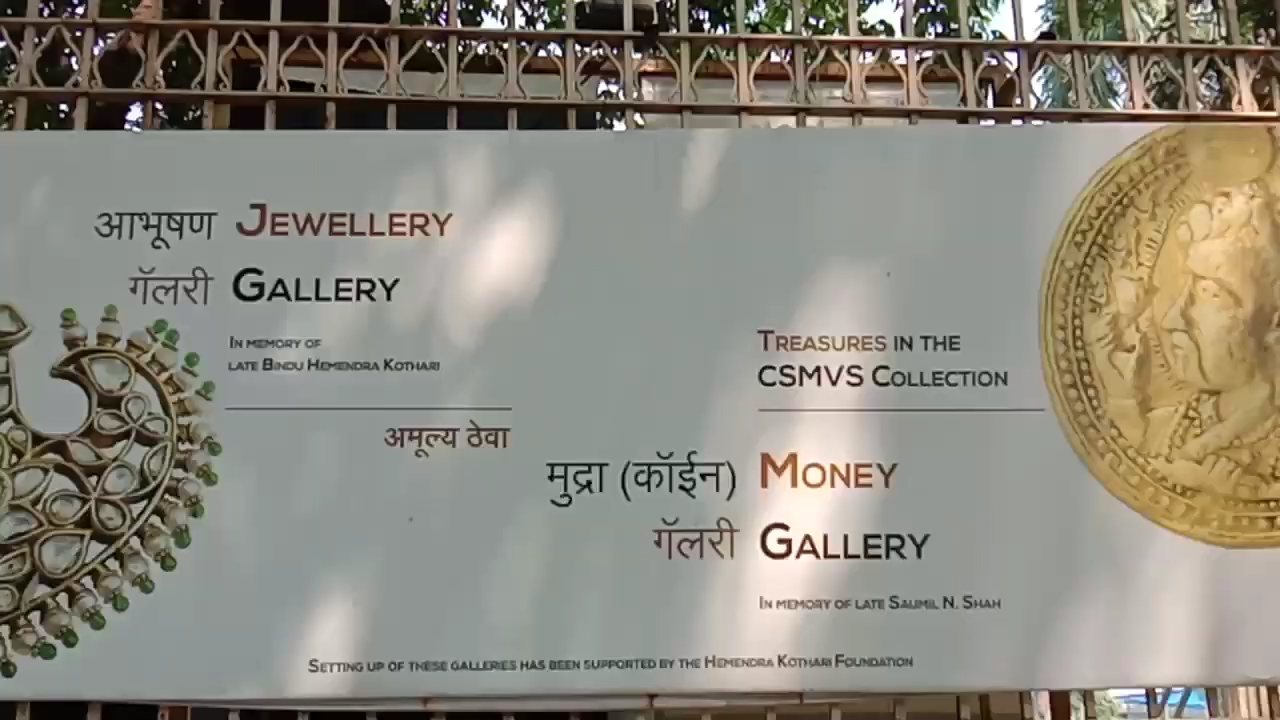 आभूषण JEWELLERY
गॅलरी GALLERY
IN MEMORY OF
LATE BINDU HEMENDRA KOTHARI
अमूल्य ठेवा
TREASURES IN THE
CSMVS COLLECTION
मुद्रा (कॉईन) MONEY
गॅलरी GALLERY
IN MEMORY OF LATE SAUMIL N. SHAH
SETTING UP OF THESE GALLERIES HAS BEEN SUPPORTED BY THE HEMENDRA KOTHARI FOUNDATION